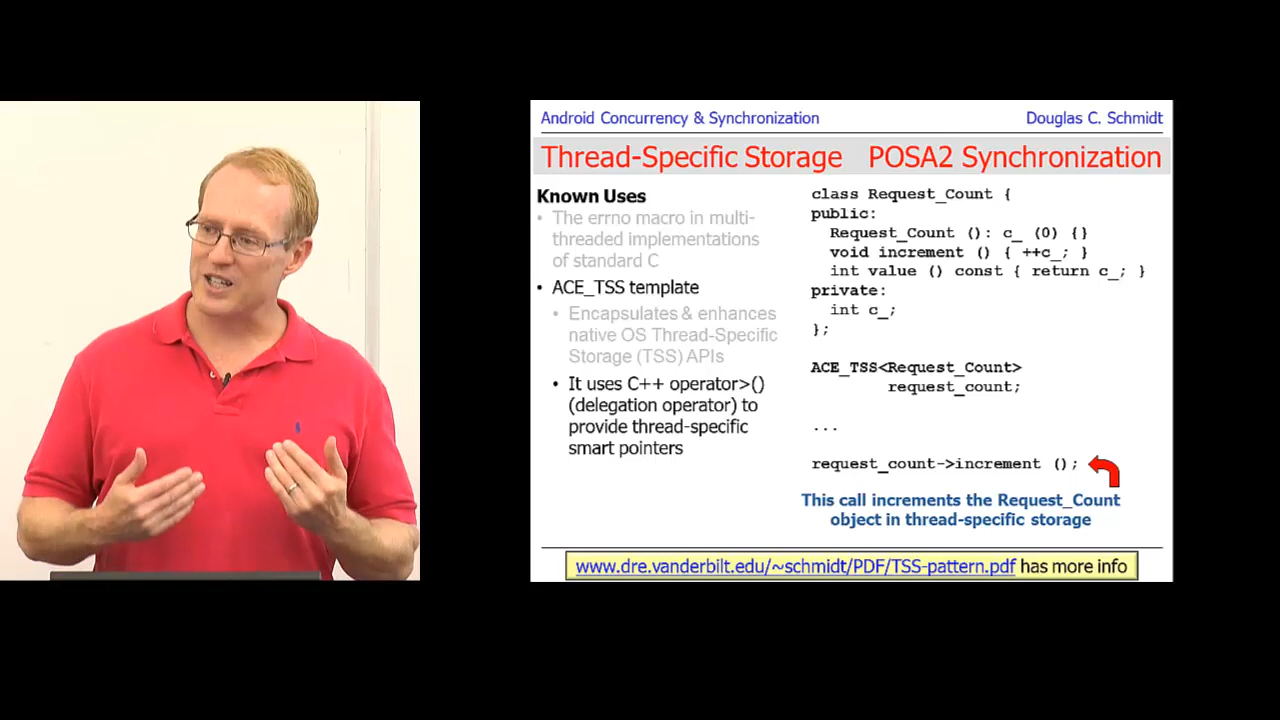 Android Concurrency & Synchronization
Douglas C. Schmidt
Thread-Specific Storage POSA2 Synchronization
Known Uses
• The errno macro in multi-
threaded implementations
of standard C
• ACE_TSS template
• Encapsulates & enhances
native OS Thread-Specific
Storage (TSS) APIs
• It uses C++ operator>()
(delegation operator) to
provide thread-specific
smart pointers
class Request_Count {
public:
Request_Count (): c_ (0) {}
void increment () { ++c_; }
int value () const { return c_; }
private:
int c_;
};
ACE_TSS<Request_Count>
request_count;
...
request_count->increment ();
This call increments the Request_Count
object in thread-specific storage
www.dre.vanderbilt.edu/~schmidt/PDF/TSS-pattern.pdf has more info